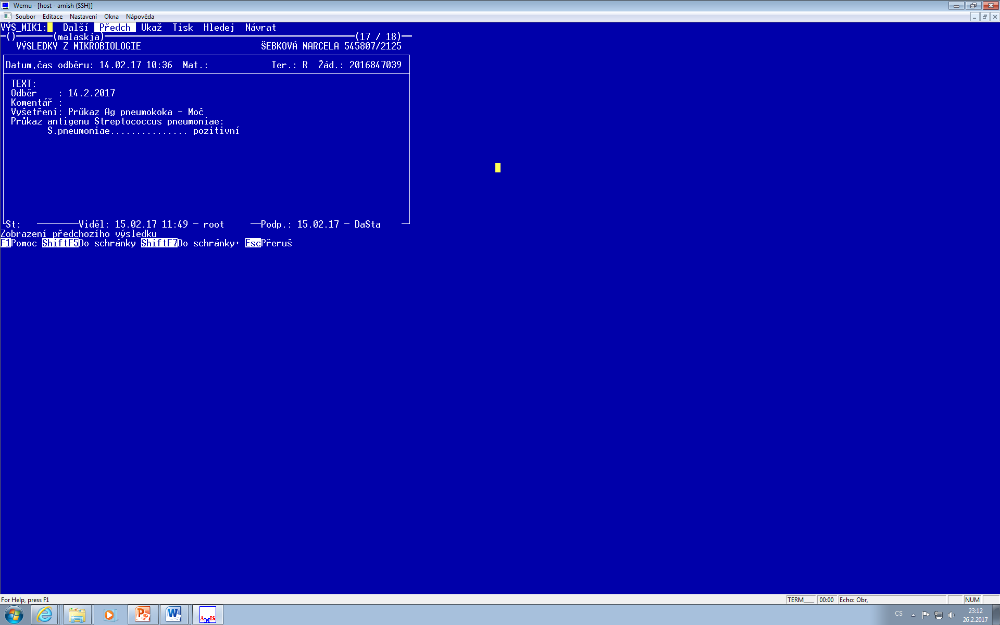 Wemu - [host - amish (SSH)]
Soubor Editace Nastavení Okna Nápověda
VÝS_MIK1: Další Předch Ukaž Tisk Hledej Návrat
=()=======(malaskja)================================================(17 / 18)==
VÝSLEDKY Z MIKROBIOLOGIE ŠEBKOVÁ MARCELA 545807/2125
Datum,čas odběru: 14.02.17 10:36 Mat.: Ter.: R Žád.: 2016847039
TEXT:
Odběr : 14.2.2017
Komentář :
Vyšetření: Průkaz Ag pneumokoka - Moč
Průkaz antigenu Streptococcus pneumoniae:
S.pneumoniae............... pozitivní
St: Viděl: 15.02.17 11:49 - root Podp.: 15.02.17 - DaSta
Zobrazení předchozího výsledku
F1Pomoc ShiftF5Do schránky ShiftF7Do schránky+ EscPřeruš
For Help, press F1 TERM___ 00:00 Echo: Obr, NUM
AMIS CS 23:12
26.2.2017